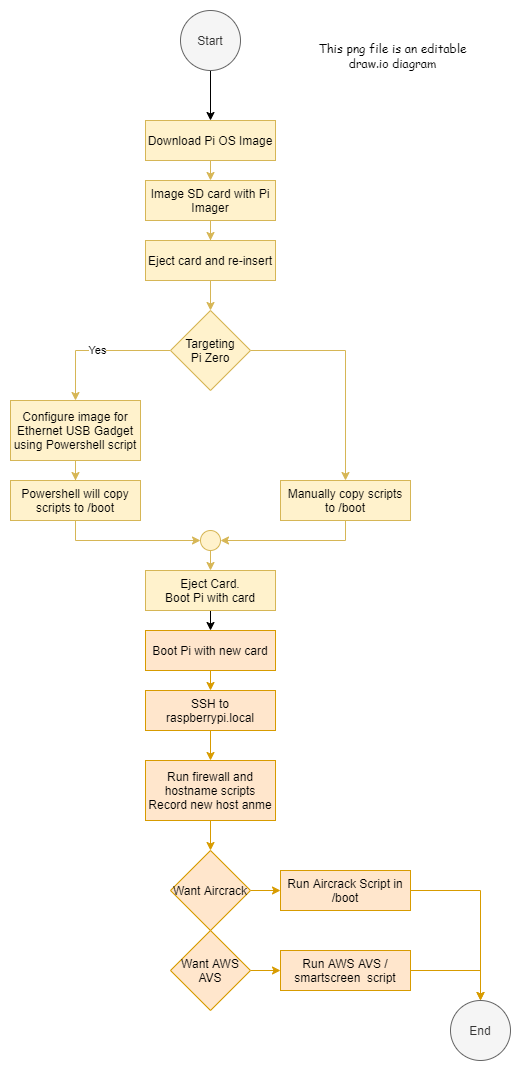 Start
This png file is an editable
draw.io diagram
Download Pi OS Image
Image SD card with Pi
Imager
Eject card and re-insert
Targeting
Pi Zero
Yes
Configure image for
Ethernet USB Gadget
using Powershell script
Powershell will copy
scripts to /boot
Manually copy scripts
to /boot
Eject Card.
Boot Pi with card
Boot Pi with new card
SSH to
raspberrypi.local
Run firewall and
hostname scripts
Record new host anme
Want Aircrack
Run Aircrack Script in
/boot
Want AWS
AVS
Run AWS AVS /
smartscreen script
End